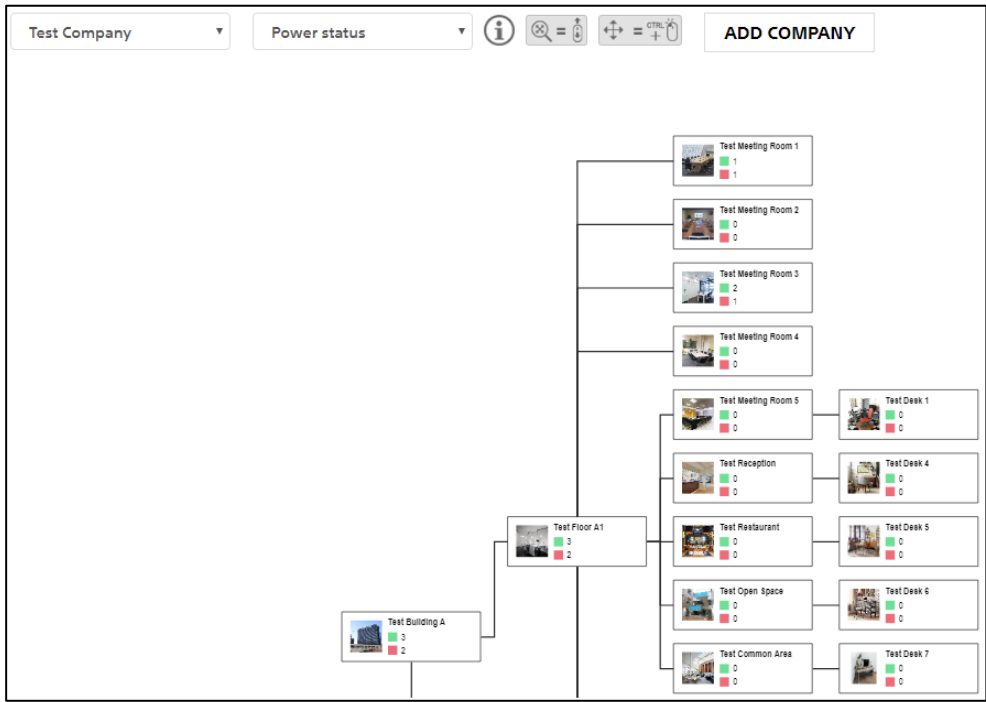 Test Company
Power status
i
=
=
CTRL
+
ADD COMPANY
Test Meeting Room 1
1
1
Test Meeting Room 2
0
0
Test Meeting Room 3
2
1
Test Meeting Room 4
0
0
Test Meeting Room 5
0
0
Test Desk 1
0
0
Test Reception
0
0
Test Desk 4
0
0
Test Floor A1
3
2
Test Restaurant
0
0
Test Desk 5
0
0
Test Open Space
0
0
Test Desk 6
0
0
Test Building A
3
2
Test Common Area
0
0
Test Desk 7
0
0